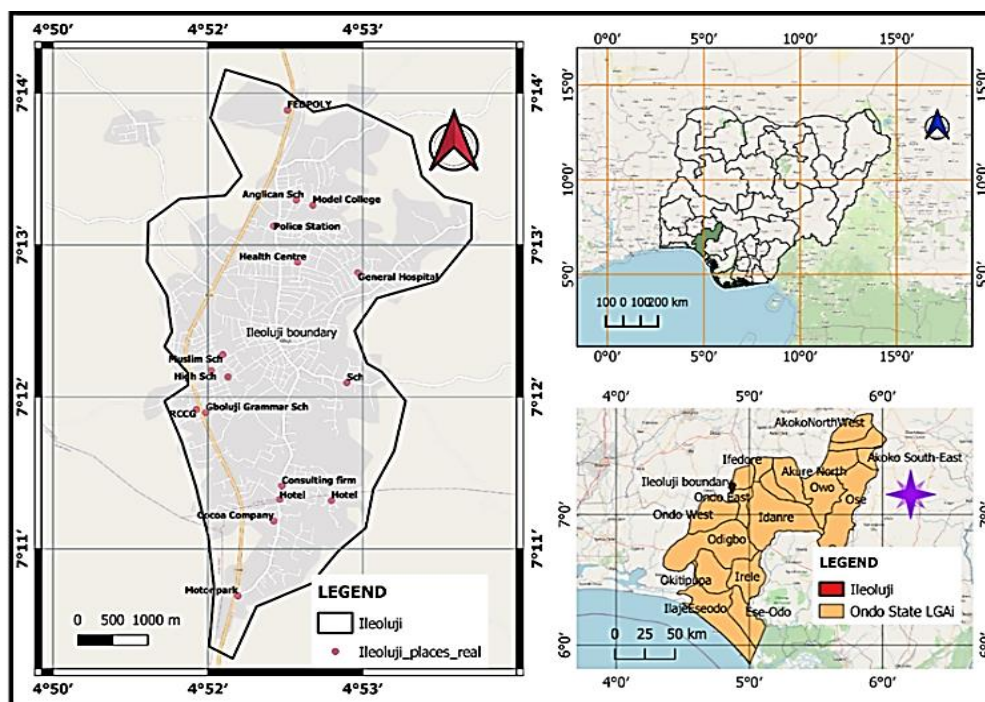 4°50’ 4°52’ 4°53’
7°14’
7°13’
7°12’
7°11’
FEDPOLY
Anglican Sch
Model College
Police Station
Health Centre
General Hospital
Ileoluji boundary
Muslim Sch
High Sch
Sch
RCCG
Gboluji Grammar Sch
Consulting firm
Hotel
Hotel
Cocoa Company
Motorpark
0 500 1000 m
LEGEND
Ileoluji
Ileoluji_places_real
7°14’
7°13’
7°12’
7°11’
4°50’ 4°52’ 4°53’
0°0’ 5°0’ 10°0’ 15°0’
15°0’
10°0’
5°0’
100 0 100200 km
15°0’
10°0’
5°0’
0°0’ 5°0’ 10°0’ 15°0’
4°0’ 5°0’ 6°0’
7°0’
6°0’
AkokoNorthWest
Akoko South-East
Ifedore
Akure North
Ileoluji boundary
Owo
Ose
Ondo East
Ondo West
Idanre
Odigbo
Okitipupa
Irele
IlajeEseodo
Ese-Odo
LEGEND
Ileoluji
Ondo State LGAi
0 25 50 km
7°0’
6°0’
4°0’ 5°0’ 6°0’